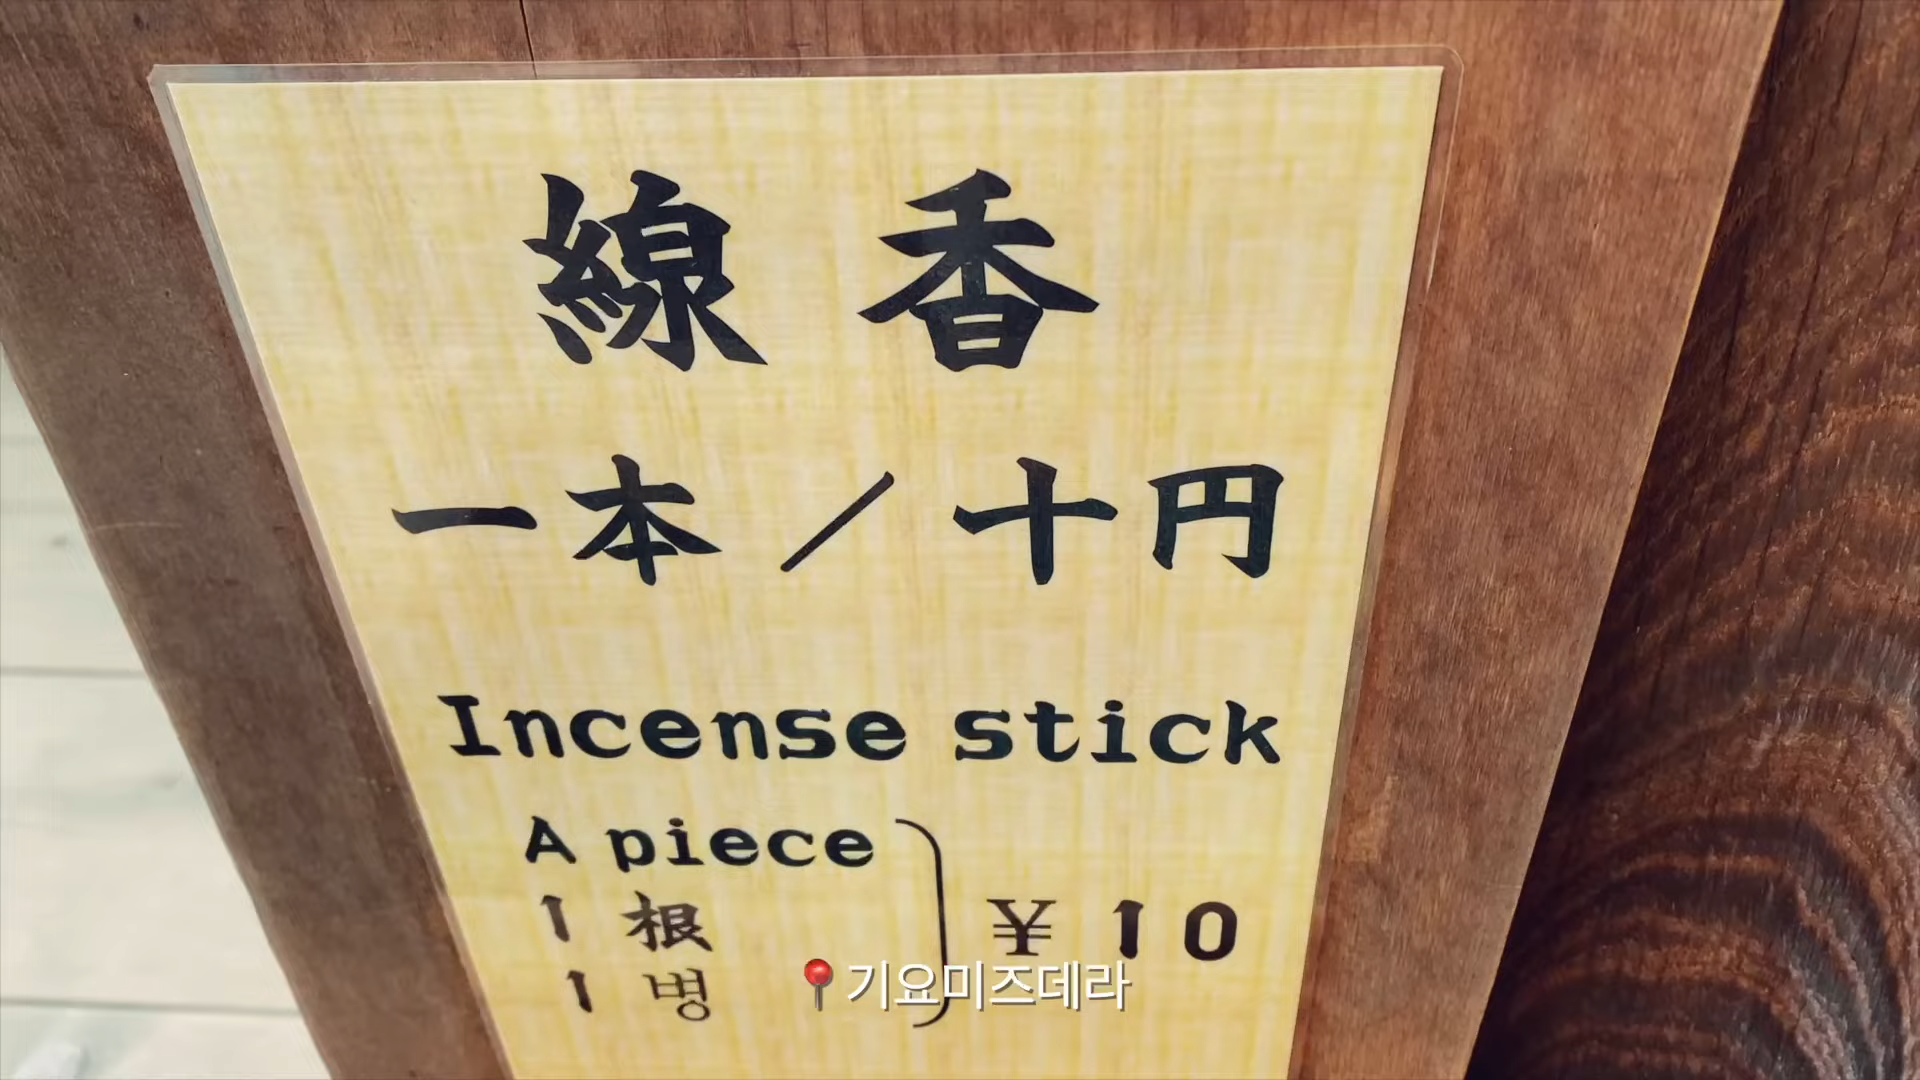 線香
一本／十円
Incense stick
A piece
1 根
1 병
¥10
📍기요미즈데라